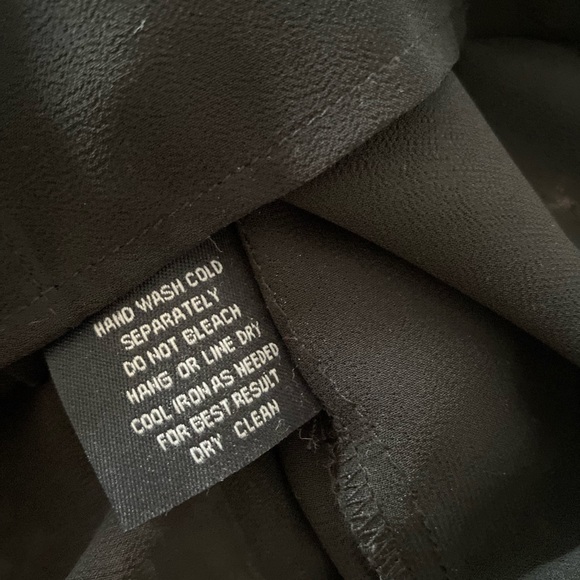 HAND WASH COLD
SEPARATELY
DO NOT BLEACH
HANG OR LINE DRY
COOL IRON AS NEEDED
FOR BEST RESULT
DRY CLEAN